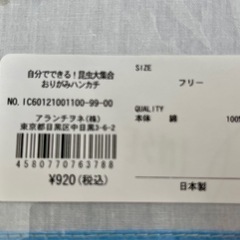 自分でできる!昆虫大集合
おりがみハンカチ
NO.IC60121001100-99-00
アランチヲネ(株)
東京都目黒区中目黒3-6-2
4580770763788
¥920(税込)
SIZE
フリー
QUALITY
本体 綿 100%
日本製